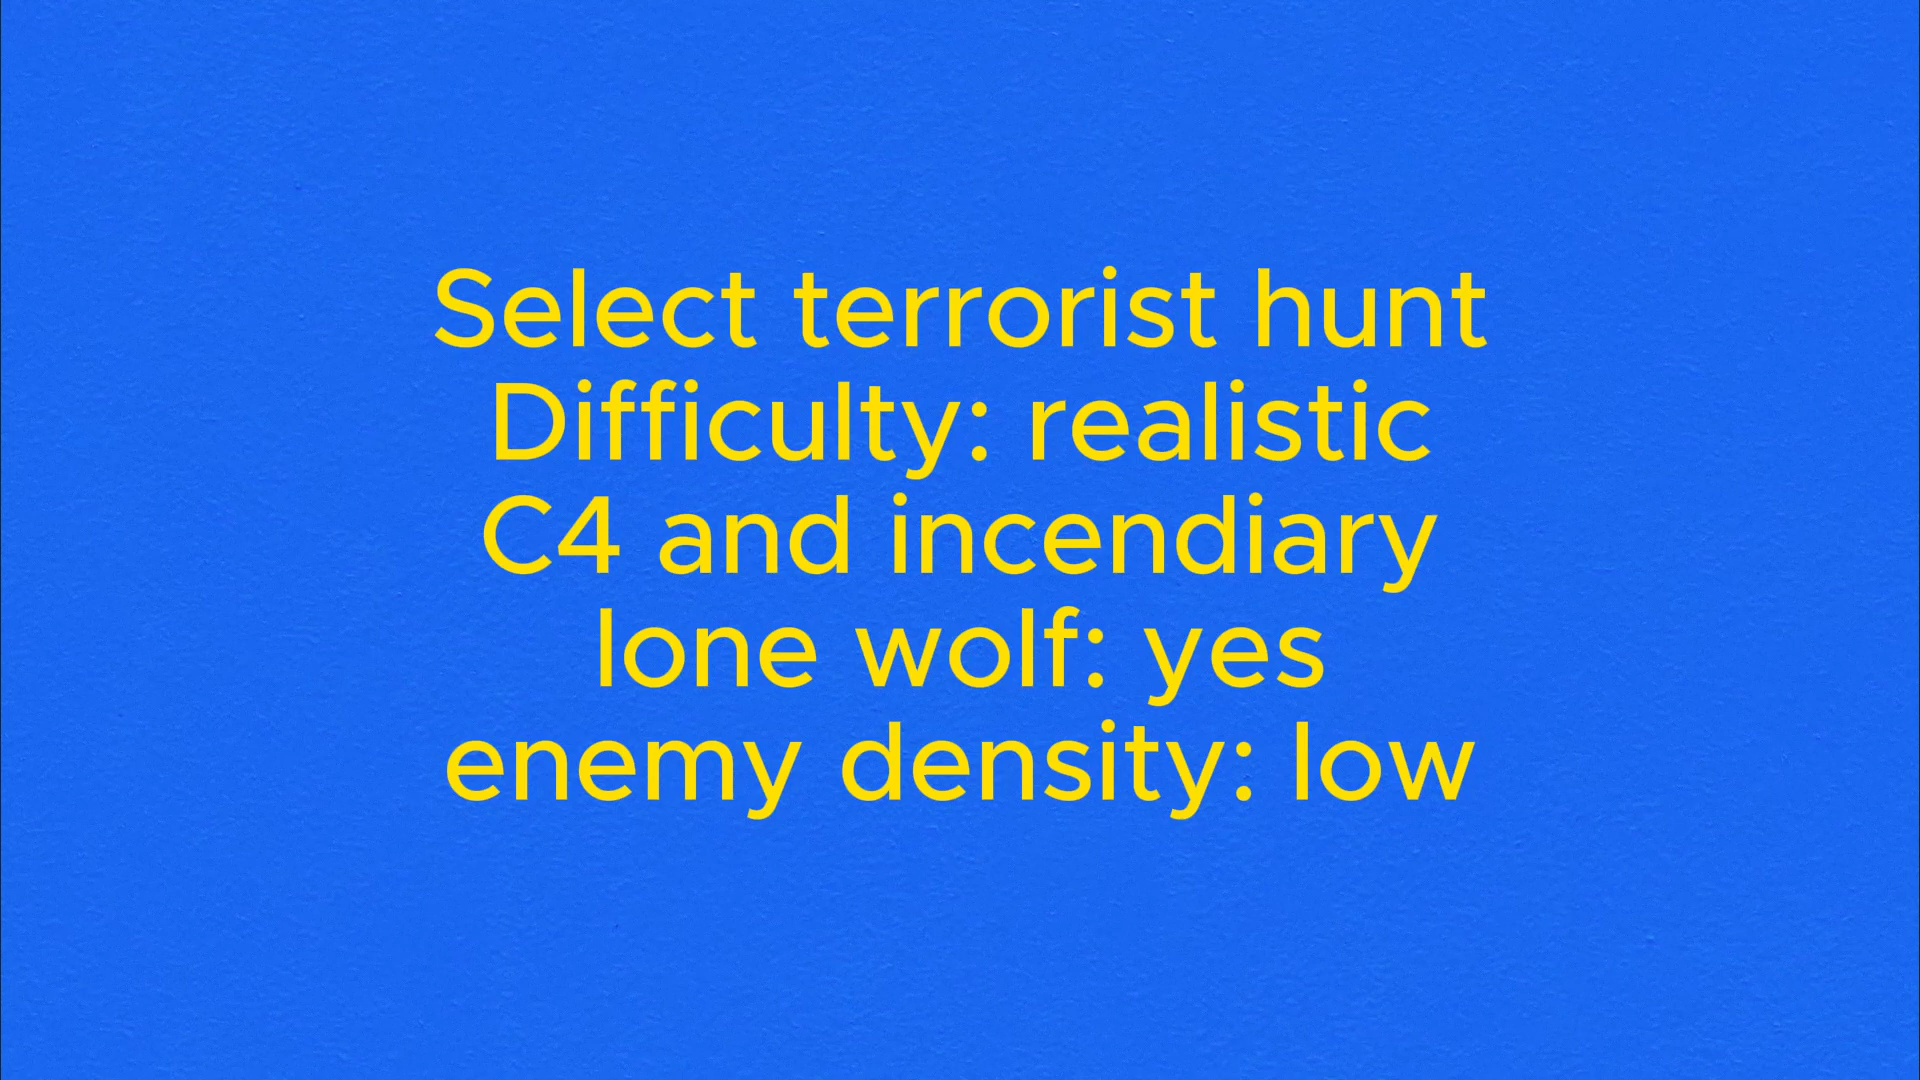 Select terrorist hunt
Difficulty: realistic
C4 and incendiary
lone wolf: yes
enemy density: low